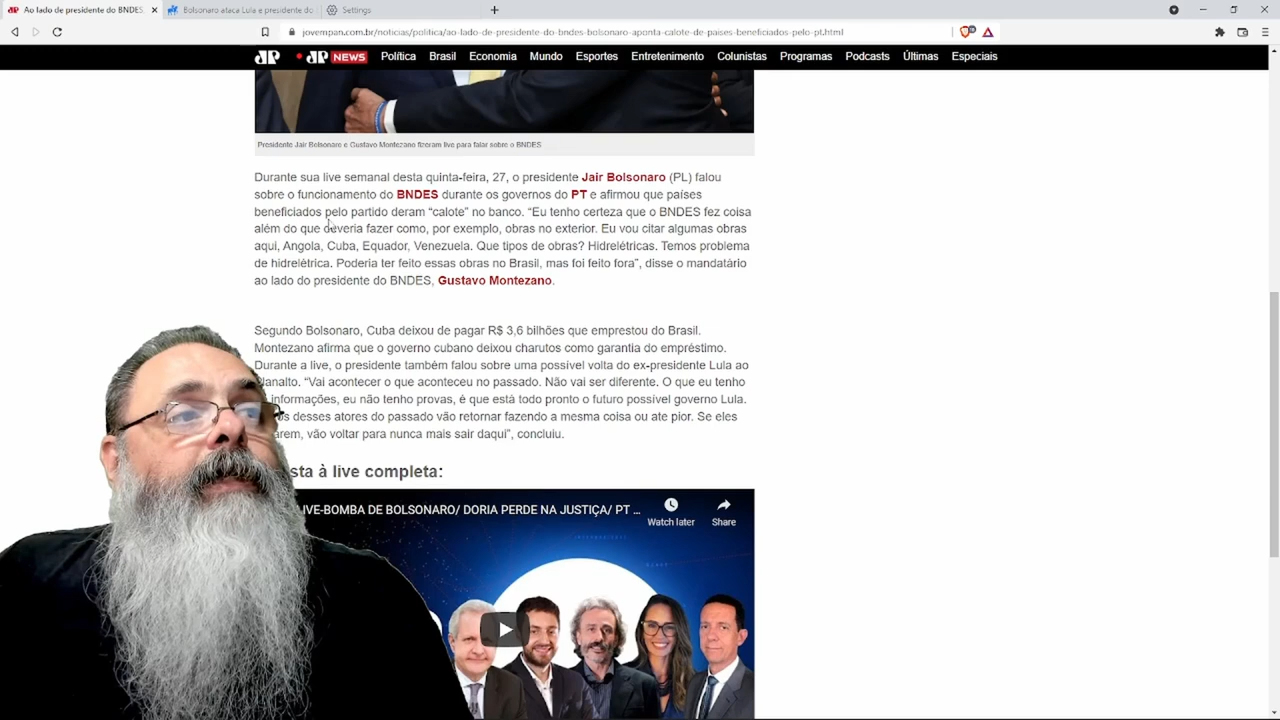 Ao lado do presidente do BNDES
Bolsonaro ataca Lula e presidente do
Settings
jovempan.com.br/noticias/politica/ao-lado-de-presidente-do-bndes-bolsonaro-aponta-calote-de-paises-beneficiados-pelo-pt.html
JP JP NEWS Política Brasil Economia Mundo Esportes Entretenimento Colunistas Programas Podcasts Últimas Especiais
Presidente Jair Bolsonaro e Gustavo Montezano fizeram live para falar sobre o BNDES
Durante sua live semanal desta quinta-feira, 27, o presidente Jair Bolsonaro (PL) falou
sobre o funcionamento do BNDES durante os governos do PT e afirmou que países
beneficiados pelo partido deram “calote” no banco. “Eu tenho certeza que o BNDES fez coisa
além do que deveria fazer como, por exemplo, obras no exterior. Eu vou citar algumas obras
aqui, Angola, Cuba, Equador, Venezuela. Que tipos de obras? Hidrelétricas. Temos problema
de hidrelétrica. Poderia ter feito essas obras no Brasil, mas foi feito fora”, disse o mandatário
ao lado do presidente do BNDES, Gustavo Montezano.
Segundo Bolsonaro, Cuba deixou de pagar R$ 3,6 bilhões que emprestou do Brasil.
Montezano afirma que o governo cubano deixou charutos como garantia do empréstimo.
Durante a live, o presidente também falou sobre uma possível volta do ex-presidente Lula ao
Planalto. “Vai acontecer o que aconteceu no passado. Não vai ser diferente. O que eu tenho
informações, eu não tenho provas, é que está todo pronto o futuro possível governo Lula.
desses atores do passado vão retornar fazendo a mesma coisa ou ate pior. Se eles
vão voltar para nunca mais sair daqui”, concluiu.
à live completa:
LIVE-BOMBA DE BOLSONARO/ DORIA PERDE NA JUSTIÇA/ PT ...
Watch later
Share